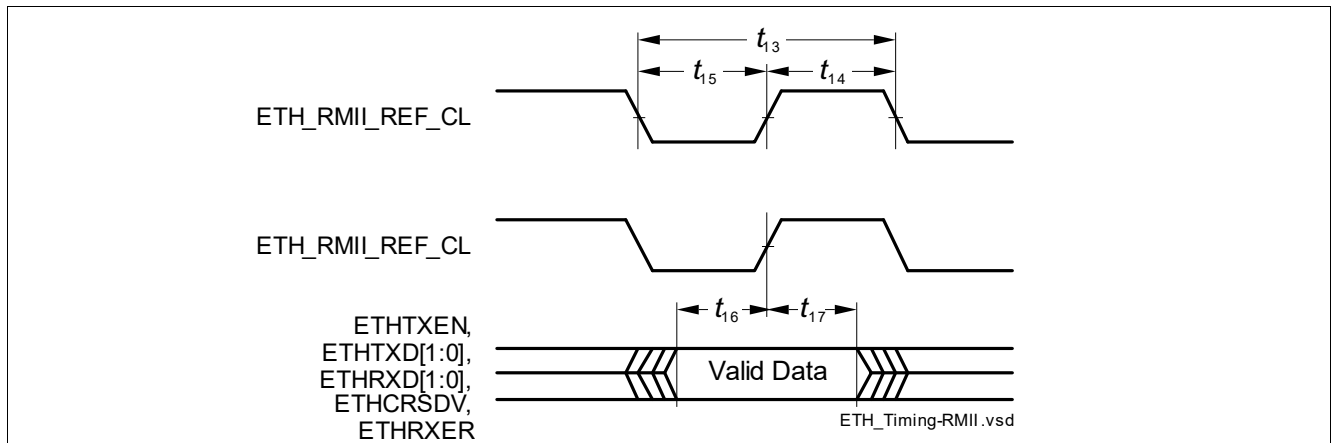 t13
t15
t14
ETH_RMII_REF_CL
ETH_RMII_REF_CL
t16
t17
ETHTXEN,
ETHTXD[1:0],
ETHRXD[1:0],
ETHCRSDV,
ETHRXER
Valid Data
ETH_Timing-RMII.vsd